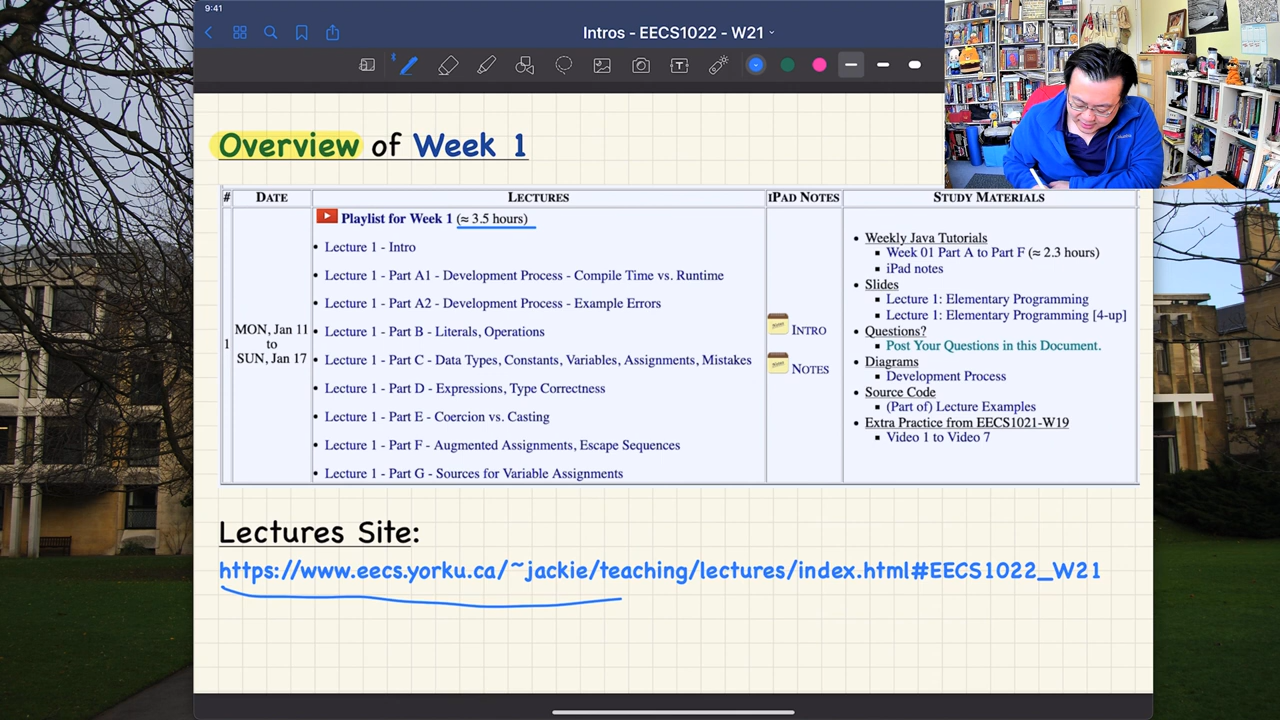 9:41
Intros - EECS1022 - W21
Overview of Week 1
# DATE LECTURES IPAD NOTES STUDY MATERIALS
1
MON, Jan 11
to
SUN, Jan 17
Playlist for Week 1 (≈ 3.5 hours)
• Lecture 1 - Intro
• Lecture 1 - Part A1 - Development Process - Compile Time vs. Runtime
• Lecture 1 - Part A2 - Development Process - Example Errors
• Lecture 1 - Part B - Literals, Operations
• Lecture 1 - Part C - Data Types, Constants, Variables, Assignments, Mistakes
• Lecture 1 - Part D - Expressions, Type Correctness
• Lecture 1 - Part E - Coercion vs. Casting
• Lecture 1 - Part F - Augmented Assignments, Escape Sequences
• Lecture 1 - Part G - Sources for Variable Assignments
INTRO
NOTES
• Weekly Java Tutorials
▪ Week 01 Part A to Part F (≈ 2.3 hours)
▪ iPad notes
• Slides
▪ Lecture 1: Elementary Programming
▪ Lecture 1: Elementary Programming [4-up]
• Questions?
▪ Post Your Questions in this Document.
• Diagrams
▪ Development Process
• Source Code
▪ (Part of) Lecture Examples
• Extra Practice from EECS1021-W19
▪ Video 1 to Video 7
Lectures Site:
https://www.eecs.yorku.ca/~jackie/teaching/lectures/index.html#EECS1022_W21